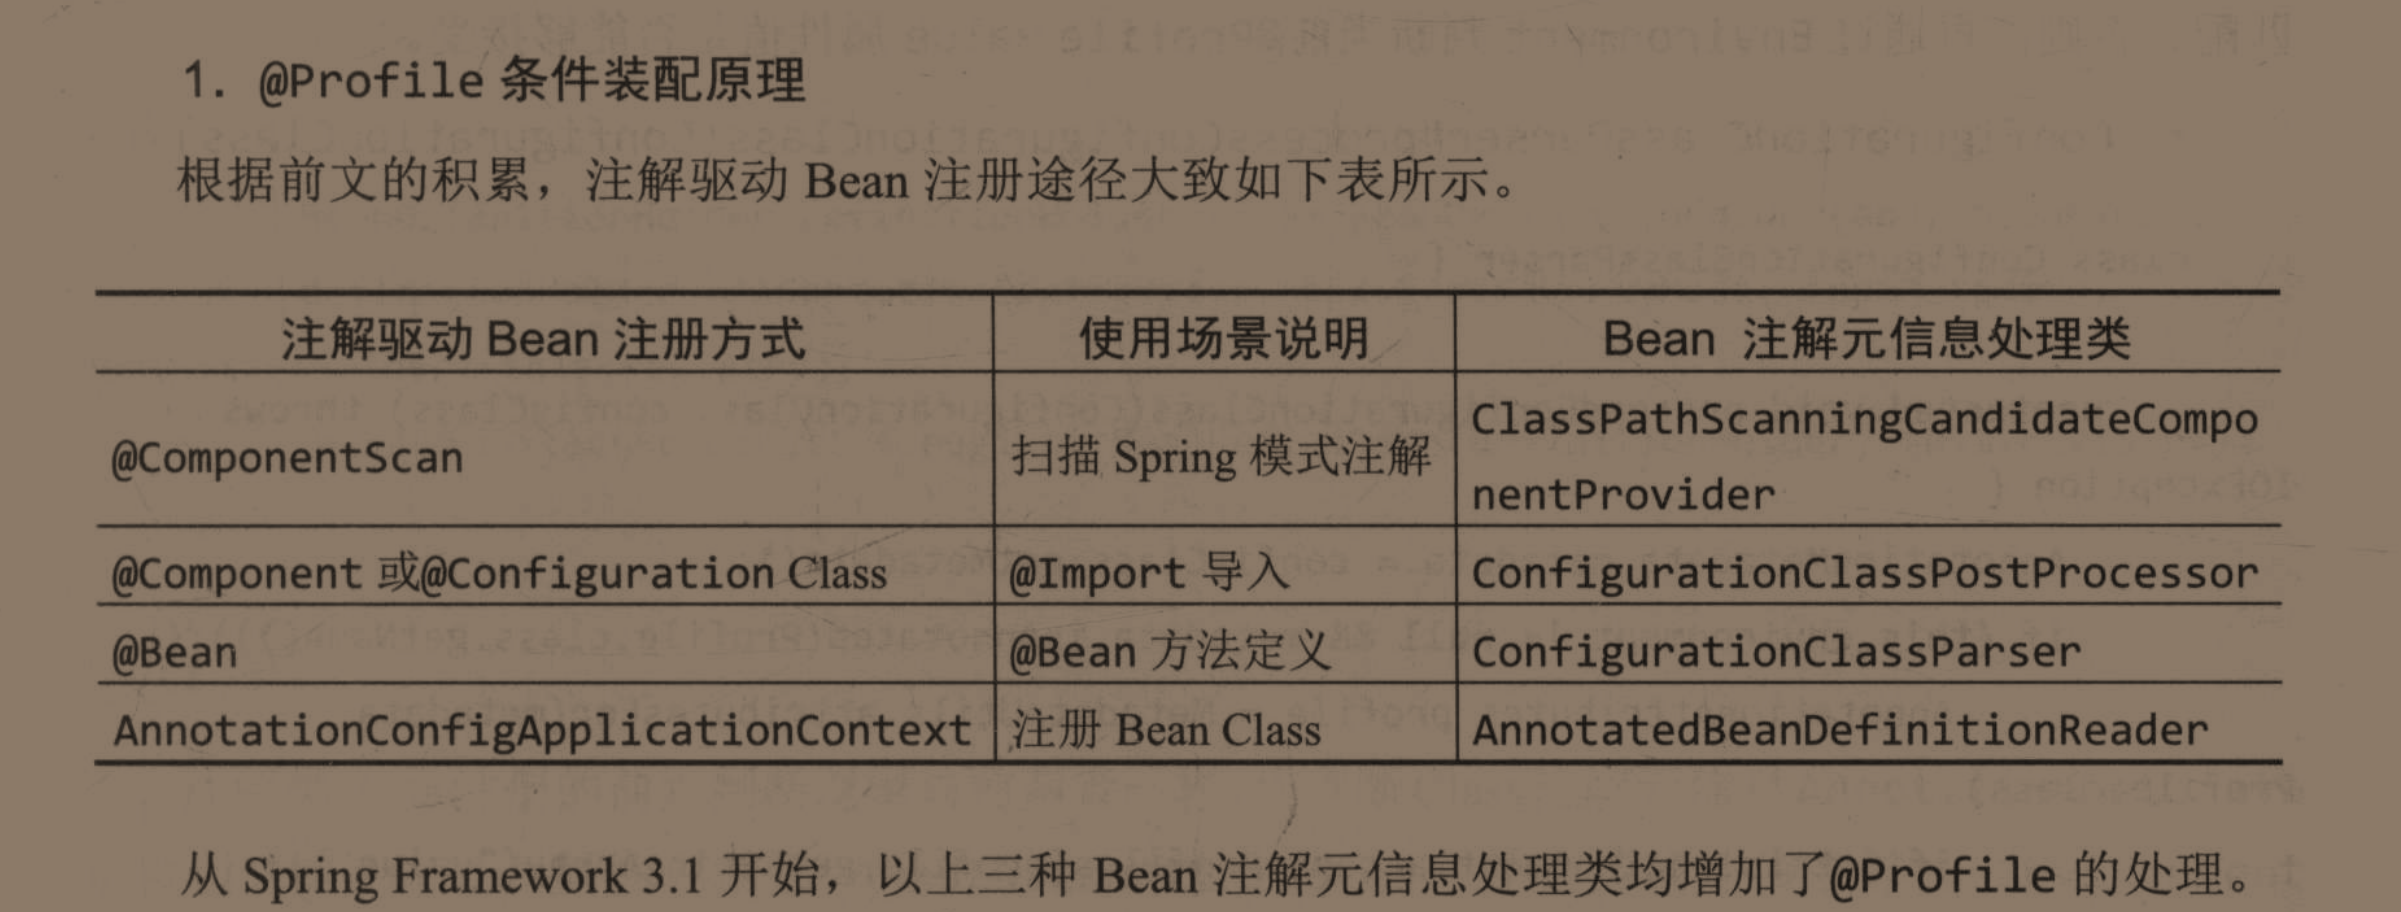 1. @Profile 条件装配原理
根据前文的积累，注解驱动 Bean 注册途径大致如下表所示。
注解驱动 Bean 注册方式 使用场景说明 Bean 注解元信息处理类
@ComponentScan 扫描 Spring 模式注解 ClassPathScanningCandidateCompo
nentProvider
@Component 或@Configuration Class @Import 导入 ConfigurationClassPostProcessor
@Bean @Bean 方法定义 ConfigurationClassParser
AnnotationConfigApplicationContext 注册 Bean Class AnnotatedBeanDefinitionReader
从 Spring Framework 3.1 开始，以上三种 Bean 注解元信息处理类均增加了@Profile 的处理。